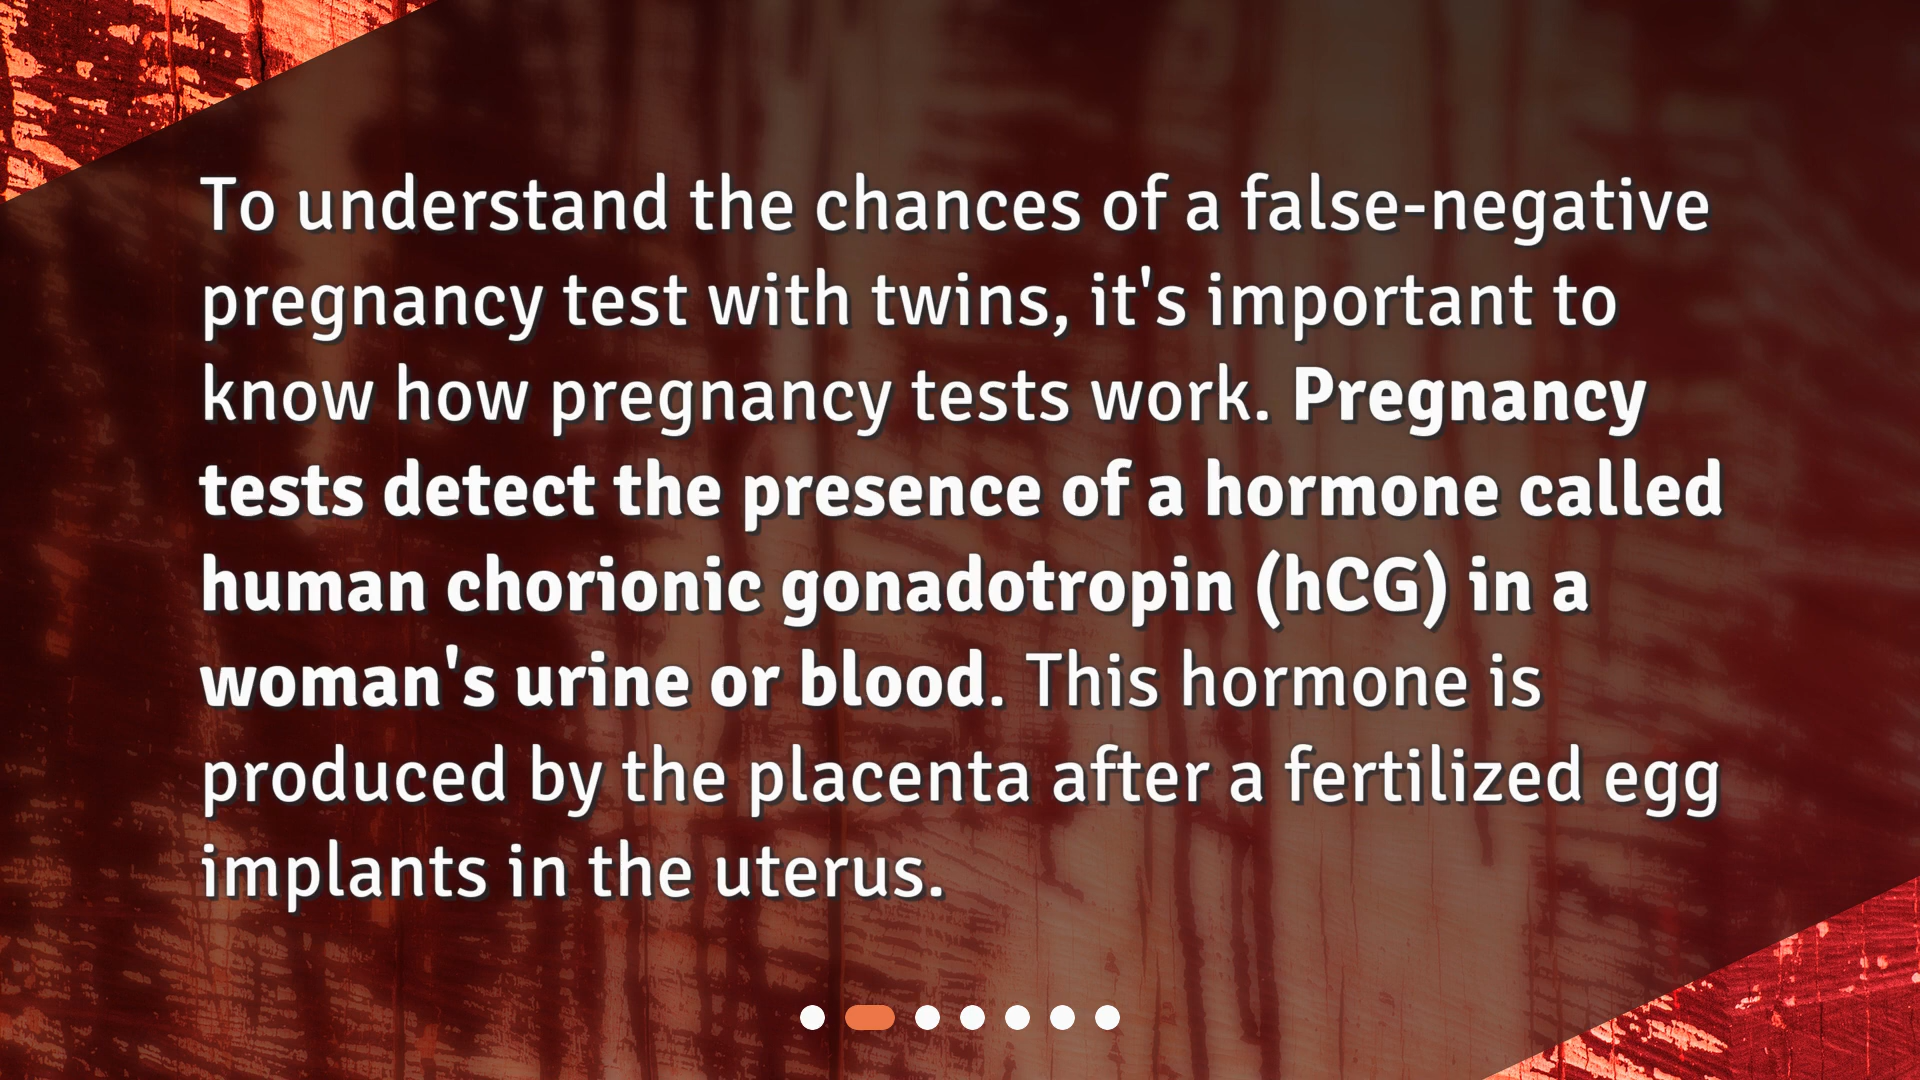 To understand the chances of a false-negative
pregnancy test with twins, it's important to
know how pregnancy tests work. Pregnancy
tests detect the presence of a hormone called
human chorionic gonadotropin (hCG) in a
woman's urine or blood. This hormone is
produced by the placenta after a fertilized egg
implants in the uterus.